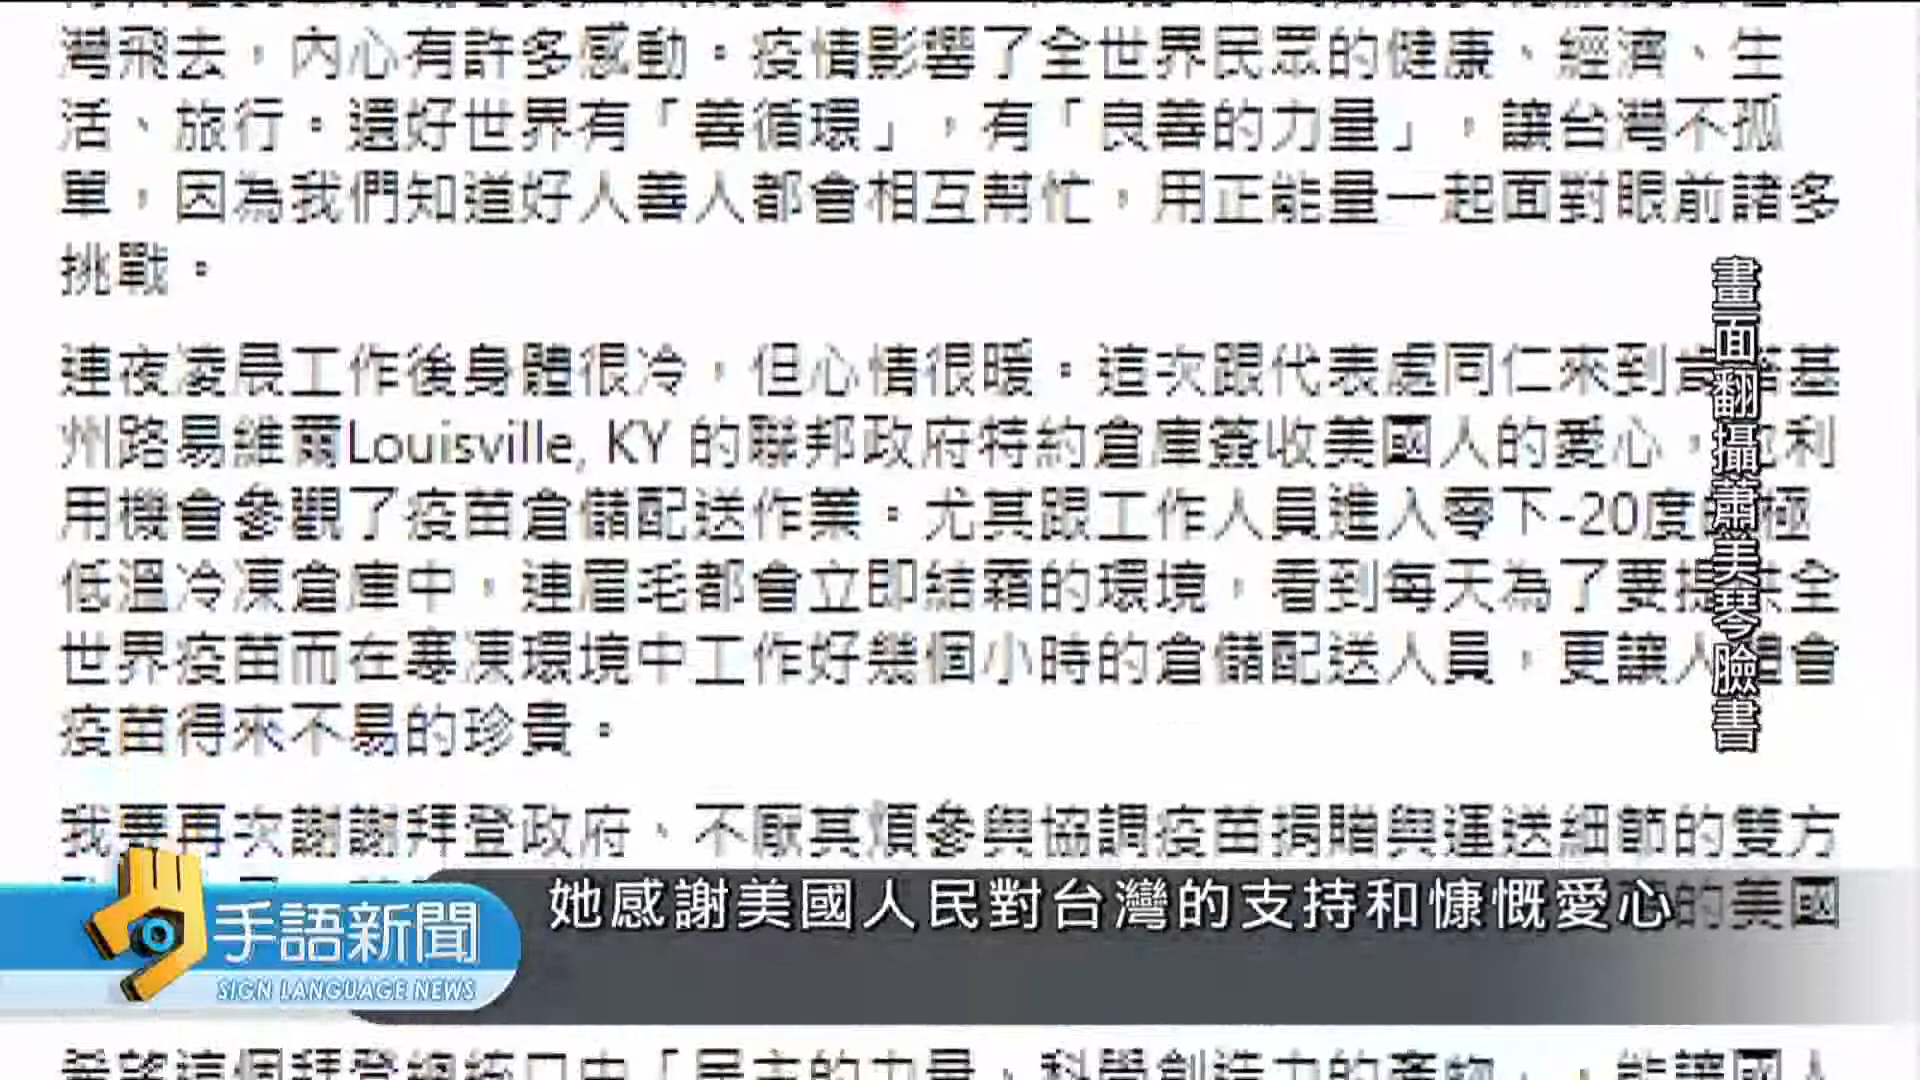 灣飛去，內心有許多感動。疫情影響了全世界民眾的健康、經濟、生
活、旅行。還好世界有「善循環」，有「良善的力量」，讓台灣不孤
單，因為我們知道好人善人都會相互幫忙，用正能量一起面對眼前諸多
挑戰。
連夜凌晨工作後身體很冷，但心情很暖。這次跟代表處同仁來到肯塔基
州路易維爾Louisville, KY 的聯邦政府特約倉庫簽收美國人的愛心，也利
用機會參觀了疫苗倉儲配送作業。尤其跟工作人員進入零下-20度的極
低溫冷凍倉庫中，連眉毛都會立即結霜的環境，看到每天為了要提供全
世界疫苗而在寒凍環境中工作好幾個小時的倉儲配送人員，更讓人體會
疫苗得來不易的珍貴。
我要再次謝謝拜登政府、不厭其煩參與協調疫苗捐贈與運送細節的雙方
的美國
畫面翻攝蕭美琴臉書
她感謝美國人民對台灣的支持和慷慨愛心
手語新聞
SIGN LANGUAGE NEWS